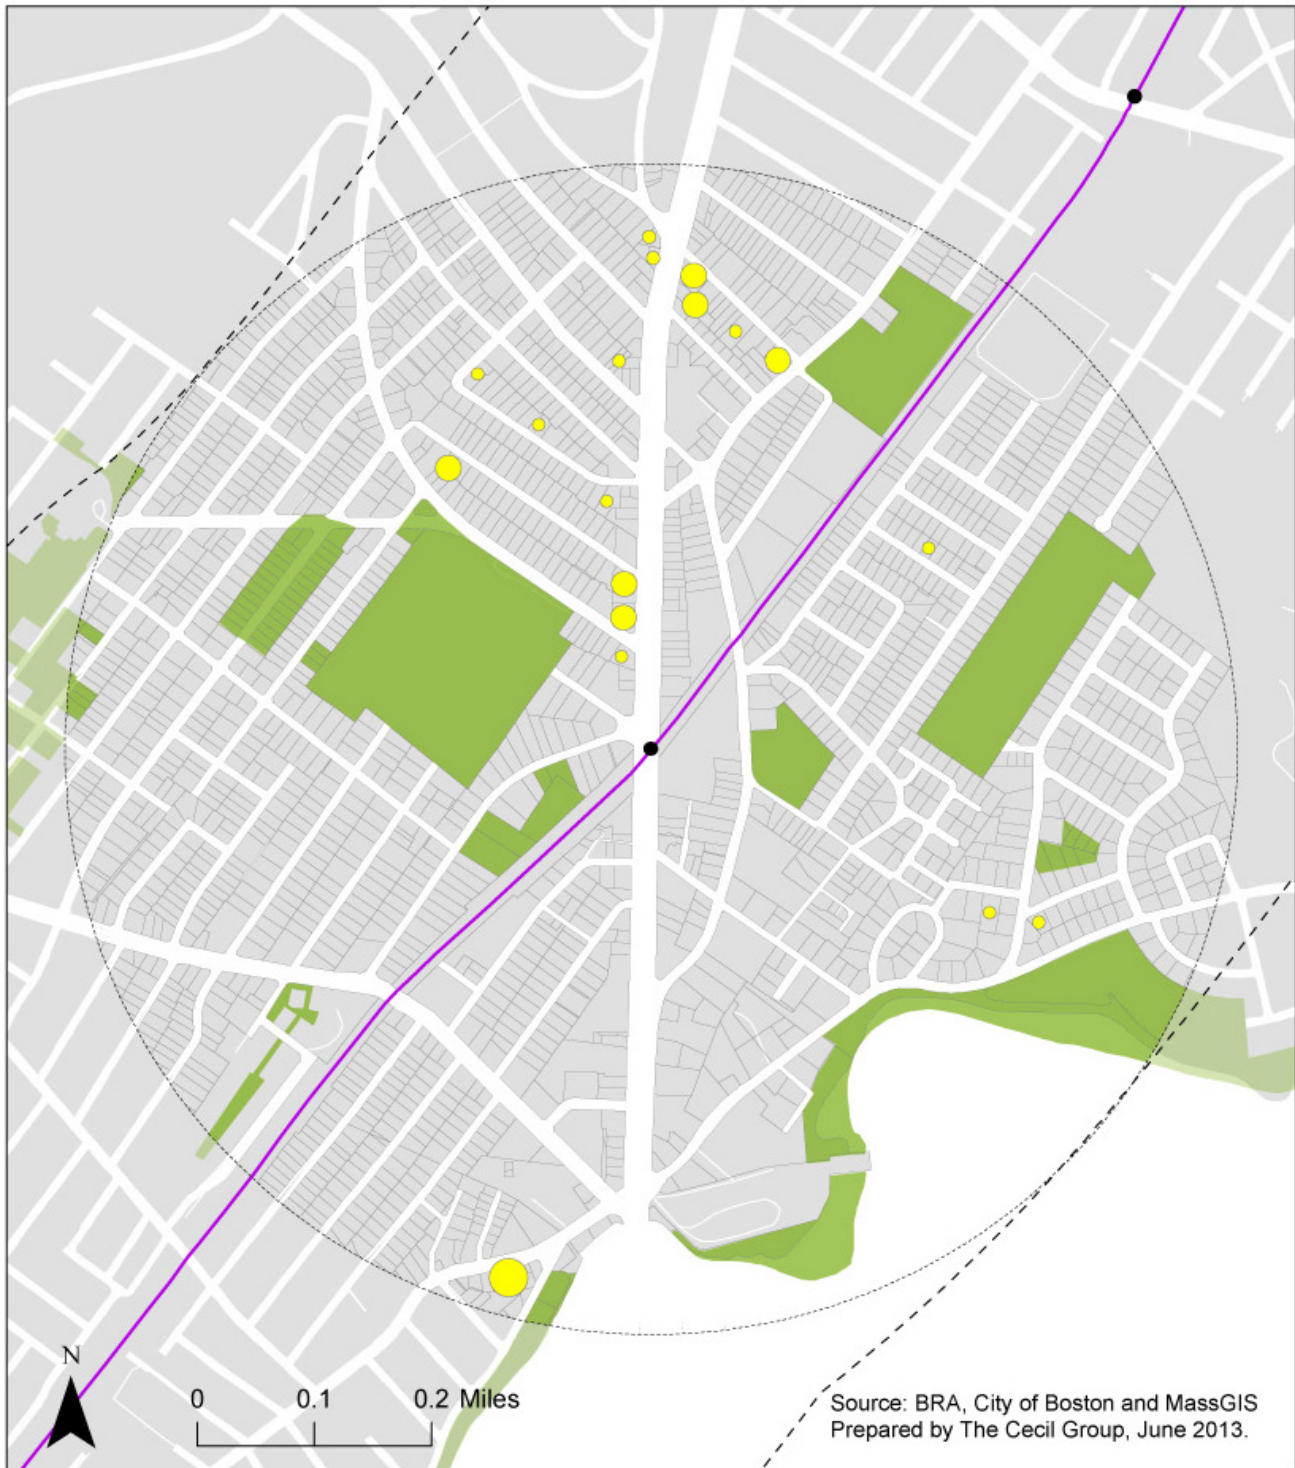 N
0 0.1 0.2 Miles
Source: BRA, City of Boston and MassGIS
Prepared by The Cecil Group, June 2013.